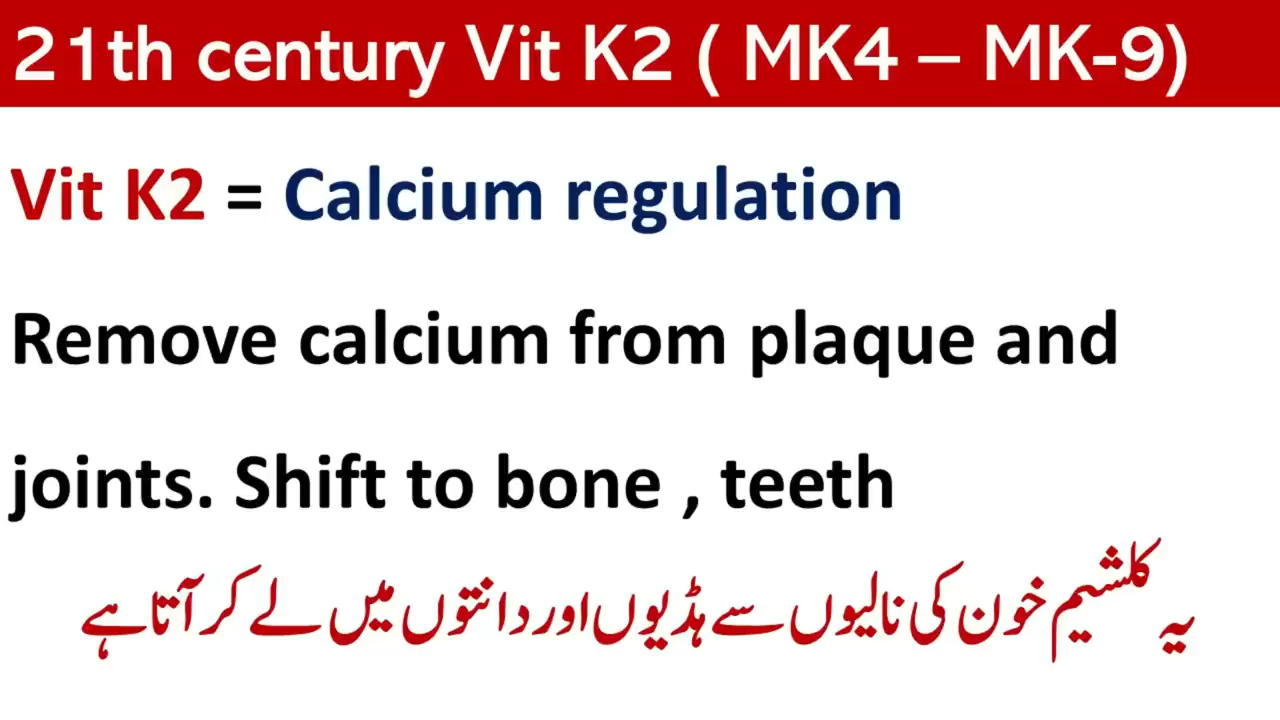 21th century Vit K2 ( MK4 – MK-9)
Vit K2 = Calcium regulation
Remove calcium from plaque and
joints. Shift to bone , teeth
یہ کلشیم خون کی نالیوں سے ہڈیوں اور دانتوں میں لے کر آتا ہے